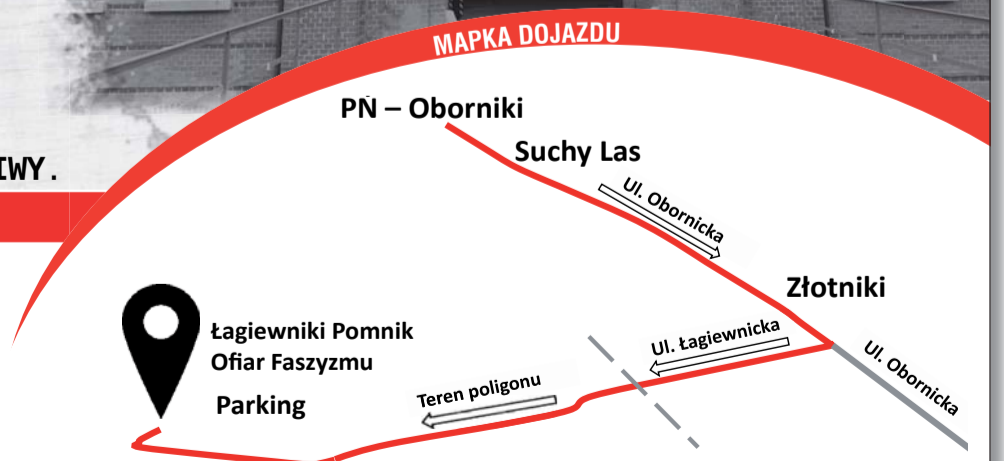 MAPKA DOJAZDU
PŃ – Oborniki
Suchy Las
IWY.
Ul. Obornicka
Złotniki
Łagiewniki Pomnik
Ofiar Faszyzmu
Ul. Łagiewnicka
Ul. Obornicka
Teren poligonu
Parking